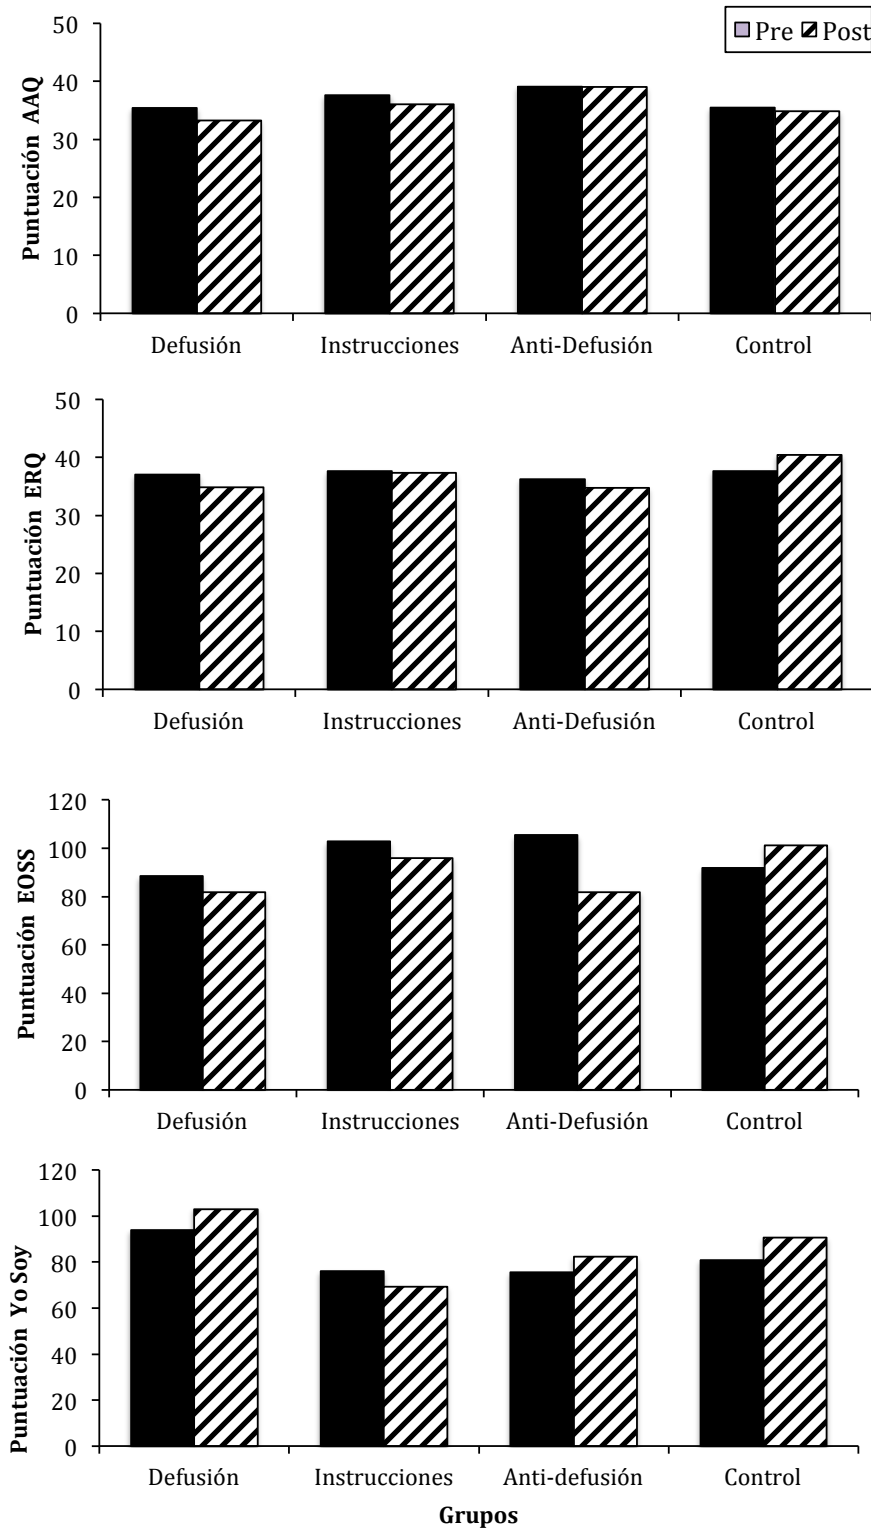 Pre Post
50
40
30
20
10
0
Puntuación AAQ
Defusión Instrucciones Anti-Defusión Control
50
40
30
20
10
0
Puntuación ERQ
Defusión Instrucciones Anti-Defusión Control
120
100
80
60
40
20
0
Puntuación EOSS
Defusión Instrucciones Anti-Defusión Control
120
100
80
60
40
20
0
Puntuación Yo Soy
Defusión Instrucciones Anti-defusión Control
Grupos